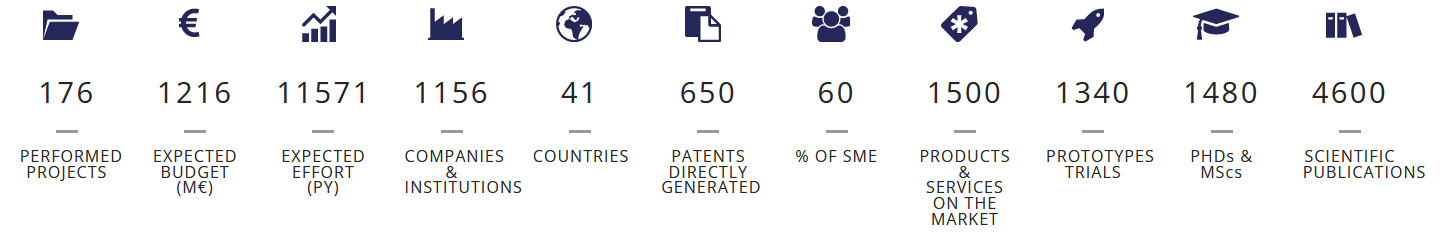 176
PERFORMED
PROJECTS
1216
EXPECTED
BUDGET
(M€)
11571
EXPECTED
EFFORT
(PY)
1156
COMPANIES
&
INSTITUTIONS
41
COUNTRIES
650
PATENTS
DIRECTLY
GENERATED
60
% OF SME
1500
PRODUCTS
&
SERVICES
ON THE
MARKET
1340
PROTOTYPES
TRIALS
1480
PHDs &
MScs
4600
SCIENTIFIC
PUBLICATIONS